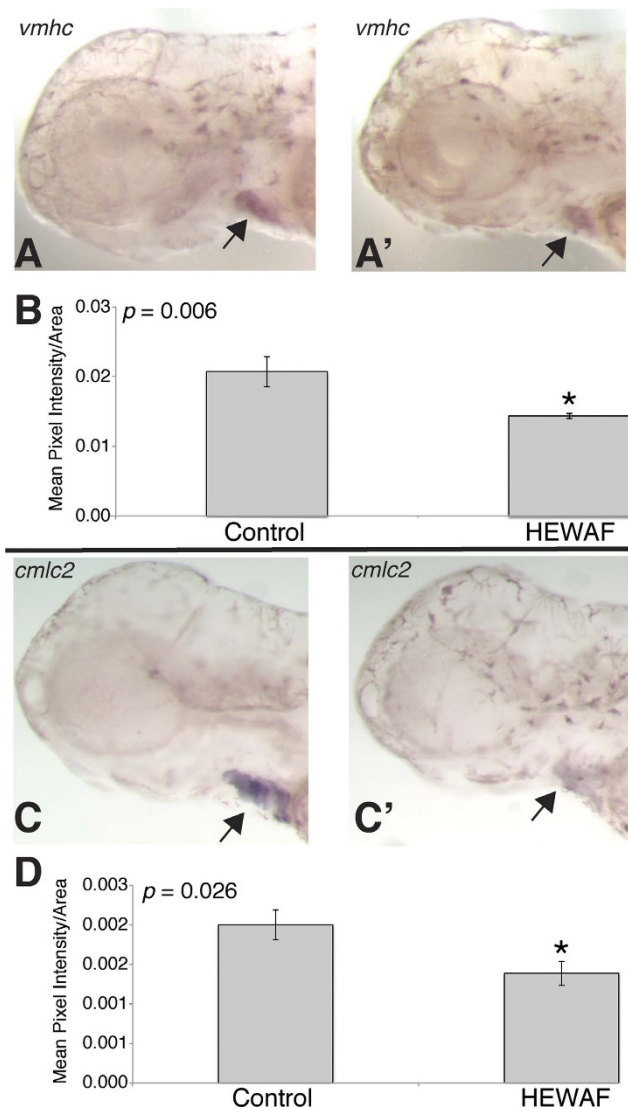 vmhc
vmhc
A
A'
B
p = 0.006
Mean Pixel Intensity/Area
0.03
0.02
0.01
0.00
*
Control
HEWAF
cmlc2
cmlc2
C
C'
D
p = 0.026
Mean Pixel Intensity/Area
0.003
0.002
0.002
0.001
0.001
0.000
*
Control
HEWAF